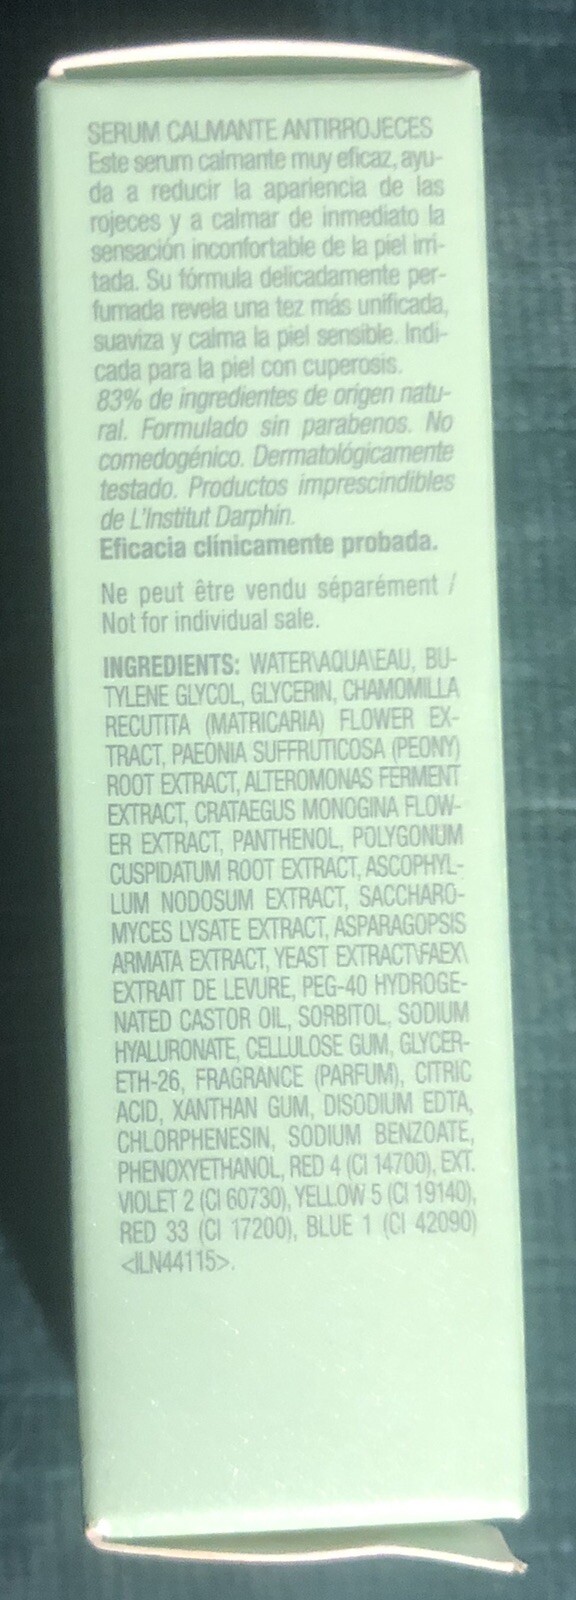 SERUM CALMANTE ANTIRROJECES
Este serum calmante muy eficaz, ayu-
da a reducir la apariencia de las
rojeces y a calmar de inmediato la
sensación inconfortable de la piel irri-
tada. Su fórmula delicadamente per-
fumada revela una tez más unificada,
suaviza y calma la piel sensible. Indi-
cada para la piel con cuperosis.
83% de ingredientes de origen natu-
ral. Formulado sin parabenos. No
comedogénico. Dermatológicamente
testado. Productos imprescindibles
de L'Institut Darphin.
Eficacia clínicamente probada.
Ne peut être vendu séparément /
Not for individual sale.
INGREDIENTS: WATER\AQUA\EAU, BU-
TYLENE GLYCOL, GLYCERIN, CHAMOMILLA
RECUTITA (MATRICARIA) FLOWER EX-
TRACT, PAEONIA SUFFRUTICOSA (PEONY)
ROOT EXTRACT, ALTEROMONAS FERMENT
EXTRACT, CRATAEGUS MONOGINA FLOW-
ER EXTRACT, PANTHENOL, POLYGONUM
CUSPIDATUM ROOT EXTRACT, ASCOPHYL-
LUM NODOSUM EXTRACT, SACCHARO-
MYCES LYSATE EXTRACT, ASPARAGOPSIS
ARMATA EXTRACT, YEAST EXTRACT\FAEX\
EXTRAIT DE LEVURE, PEG-40 HYDROGE-
NATED CASTOR OIL, SORBITOL, SODIUM
HYALURONATE, CELLULOSE GUM, GLYCER-
ETH-26, FRAGRANCE (PARFUM), CITRIC
ACID, XANTHAN GUM, DISODIUM EDTA,
CHLORPHENESIN, SODIUM BENZOATE,
PHENOXYETHANOL, RED 4 (CI 14700), EXT.
VIOLET 2 (CI 60730), YELLOW 5 (CI 19140),
RED 33 (CI 17200), BLUE 1 (CI 42090)
<ILN44115>.